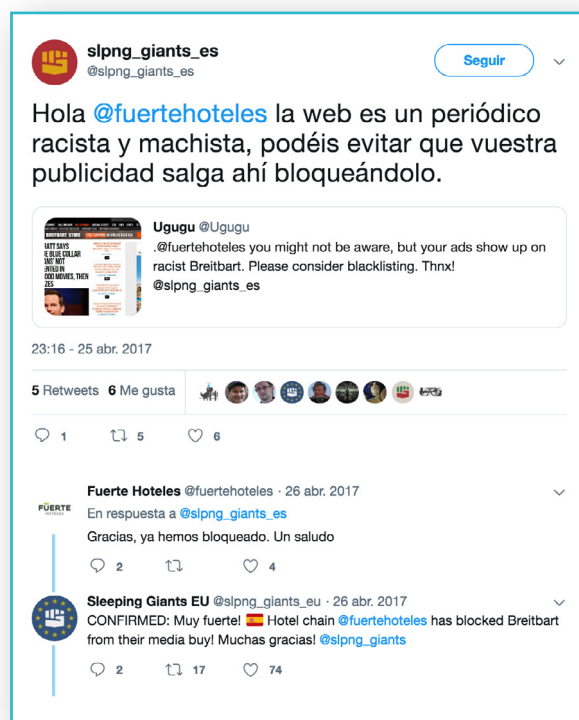 slpng_giants_es
@slpng_giants_es
Seguir
Hola @fuertehoteles la web es un periódico
racista y machista, podéis evitar que vuestra
publicidad salga ahí bloqueándolo.
Ugugu @Ugugu
.@fuertehoteles you might not be aware, but your ads show up on
racist Breitbart. Please consider blacklisting. Thnx!
@slpng_giants_es
23:16 - 25 abr. 2017
5 Retweets 6 Me gusta
1 5 6
Fuerte Hoteles @fuertehoteles · 26 abr. 2017
FUERTE
HOTELES
En respuesta a @slpng_giants_es
Gracias, ya hemos bloqueado. Un saludo
2 4
Sleeping Giants EU @slpng_giants_eu · 26 abr. 2017
CONFIRMED: Muy fuerte! 🇪🇸 Hotel chain @fuertehoteles has blocked Breitbart
from their media buy! Muchas gracias! @slpng_giants
2 17 74